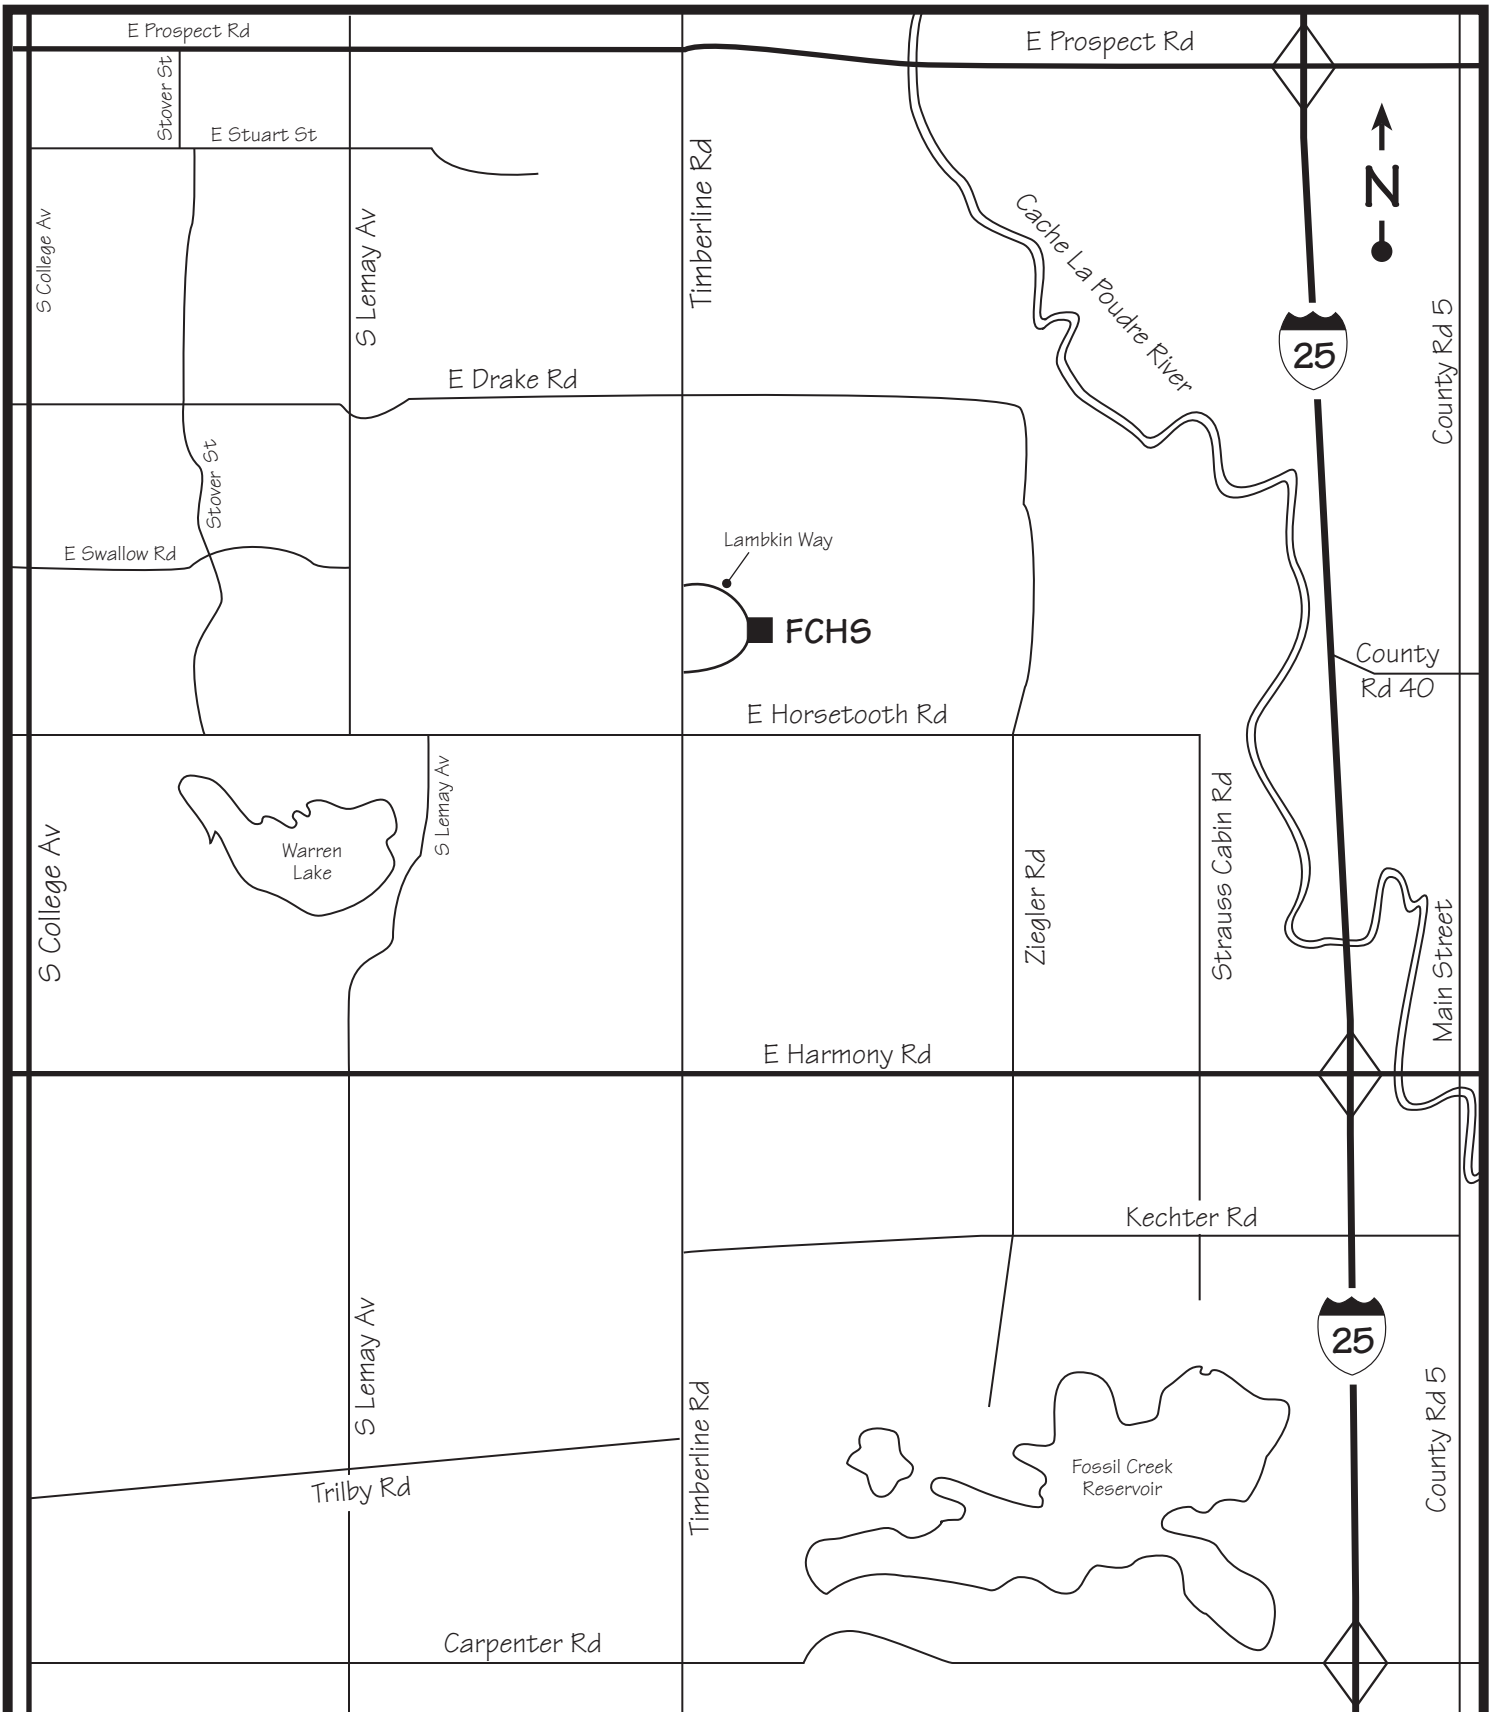 E Prospect Rd
E Prospect Rd
Stover St
E Stuart St
N
S College Av
S Lemay Av
Timberline Rd
Cache La Poudre River
25
County Rd 5
E Drake Rd
Stover St
E Swallow Rd
Lambkin Way
FCHS
County
Rd 40
E Horsetooth Rd
S Lemay Av
Warren
Lake
S College Av
Ziegler Rd
Strauss Cabin Rd
Main Street
E Harmony Rd
Kechter Rd
S Lemay Av
25
Timberline Rd
County Rd 5
Fossil Creek
Reservoir
Trilby Rd
Carpenter Rd